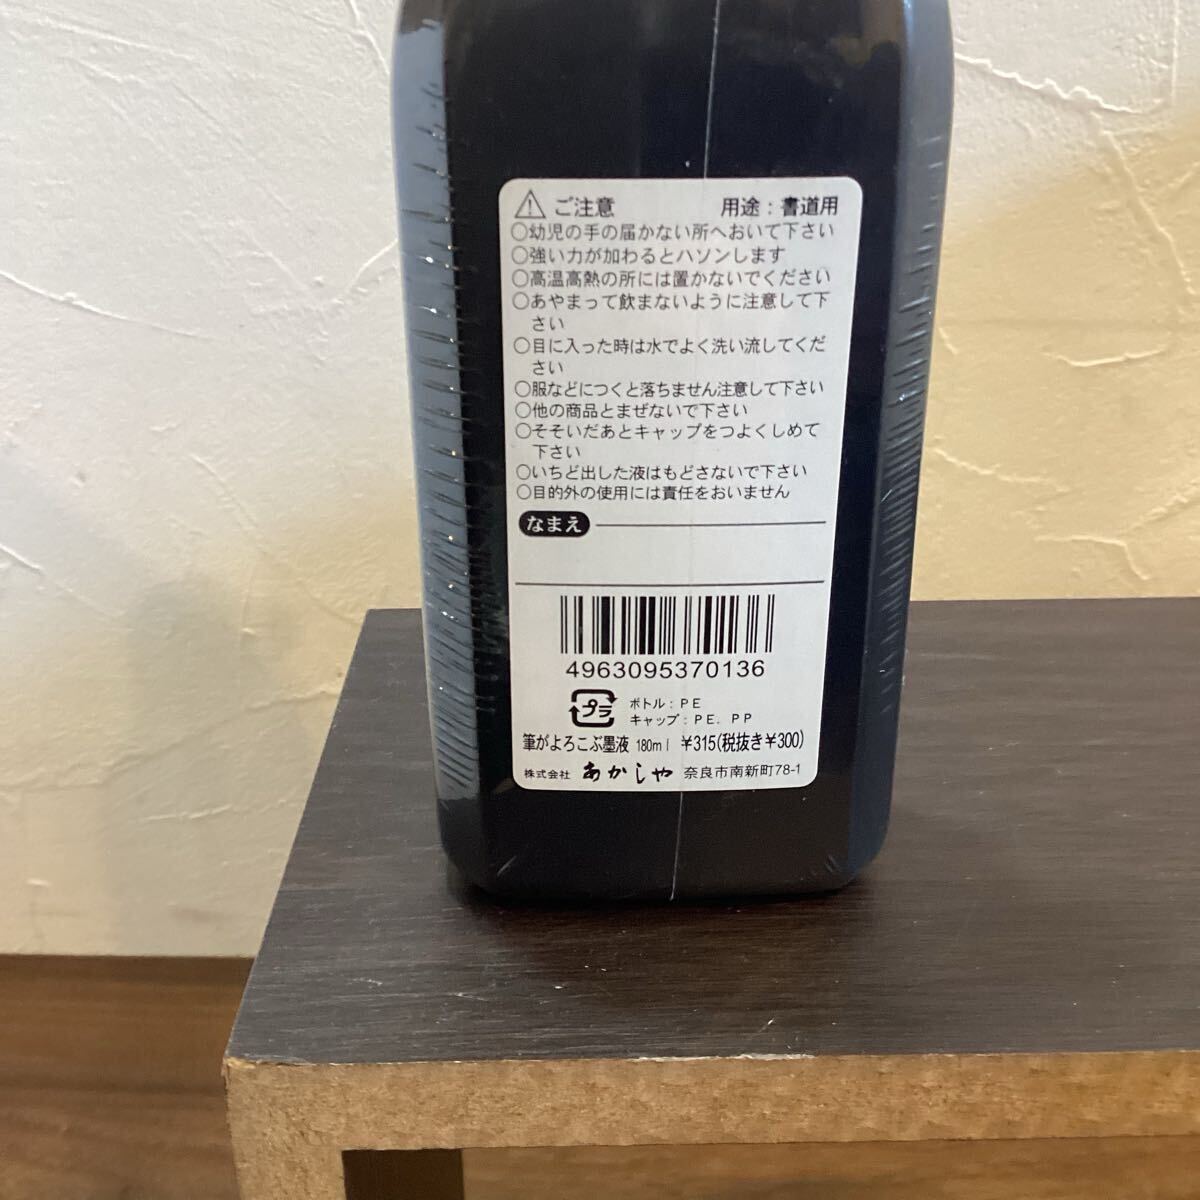 ⚠ ご注意 用途：書道用
○幼児の手の届かない所へおいて下さい
○強い力が加わるとハソンします
○高温高熱の所には置かないでください
○あやまって飲まないように注意して下
さい
○目に入った時は水でよく洗い流してくだ
さい
○服などにつくと落ちません注意して下さい
○他の商品とまぜないで下さい
○そそいだあとキャップをつよくしめて
下さい
○いちど出した液はもどさないで下さい
○目的外の使用には責任をおいません
なまえ
4963095370136
プラ ボトル：PE
キャップ：PE. PP
筆がよろこぶ墨液 180ml ¥315(税抜き¥300)
株式会社 あかしや 奈良市南新町78-1